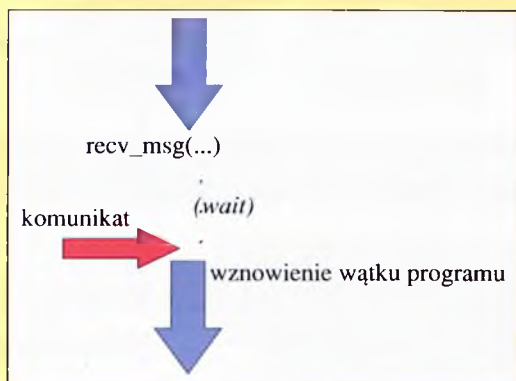 recv_msg(...)
.
(wait)
komunikat
.
wznowienie wątku programu